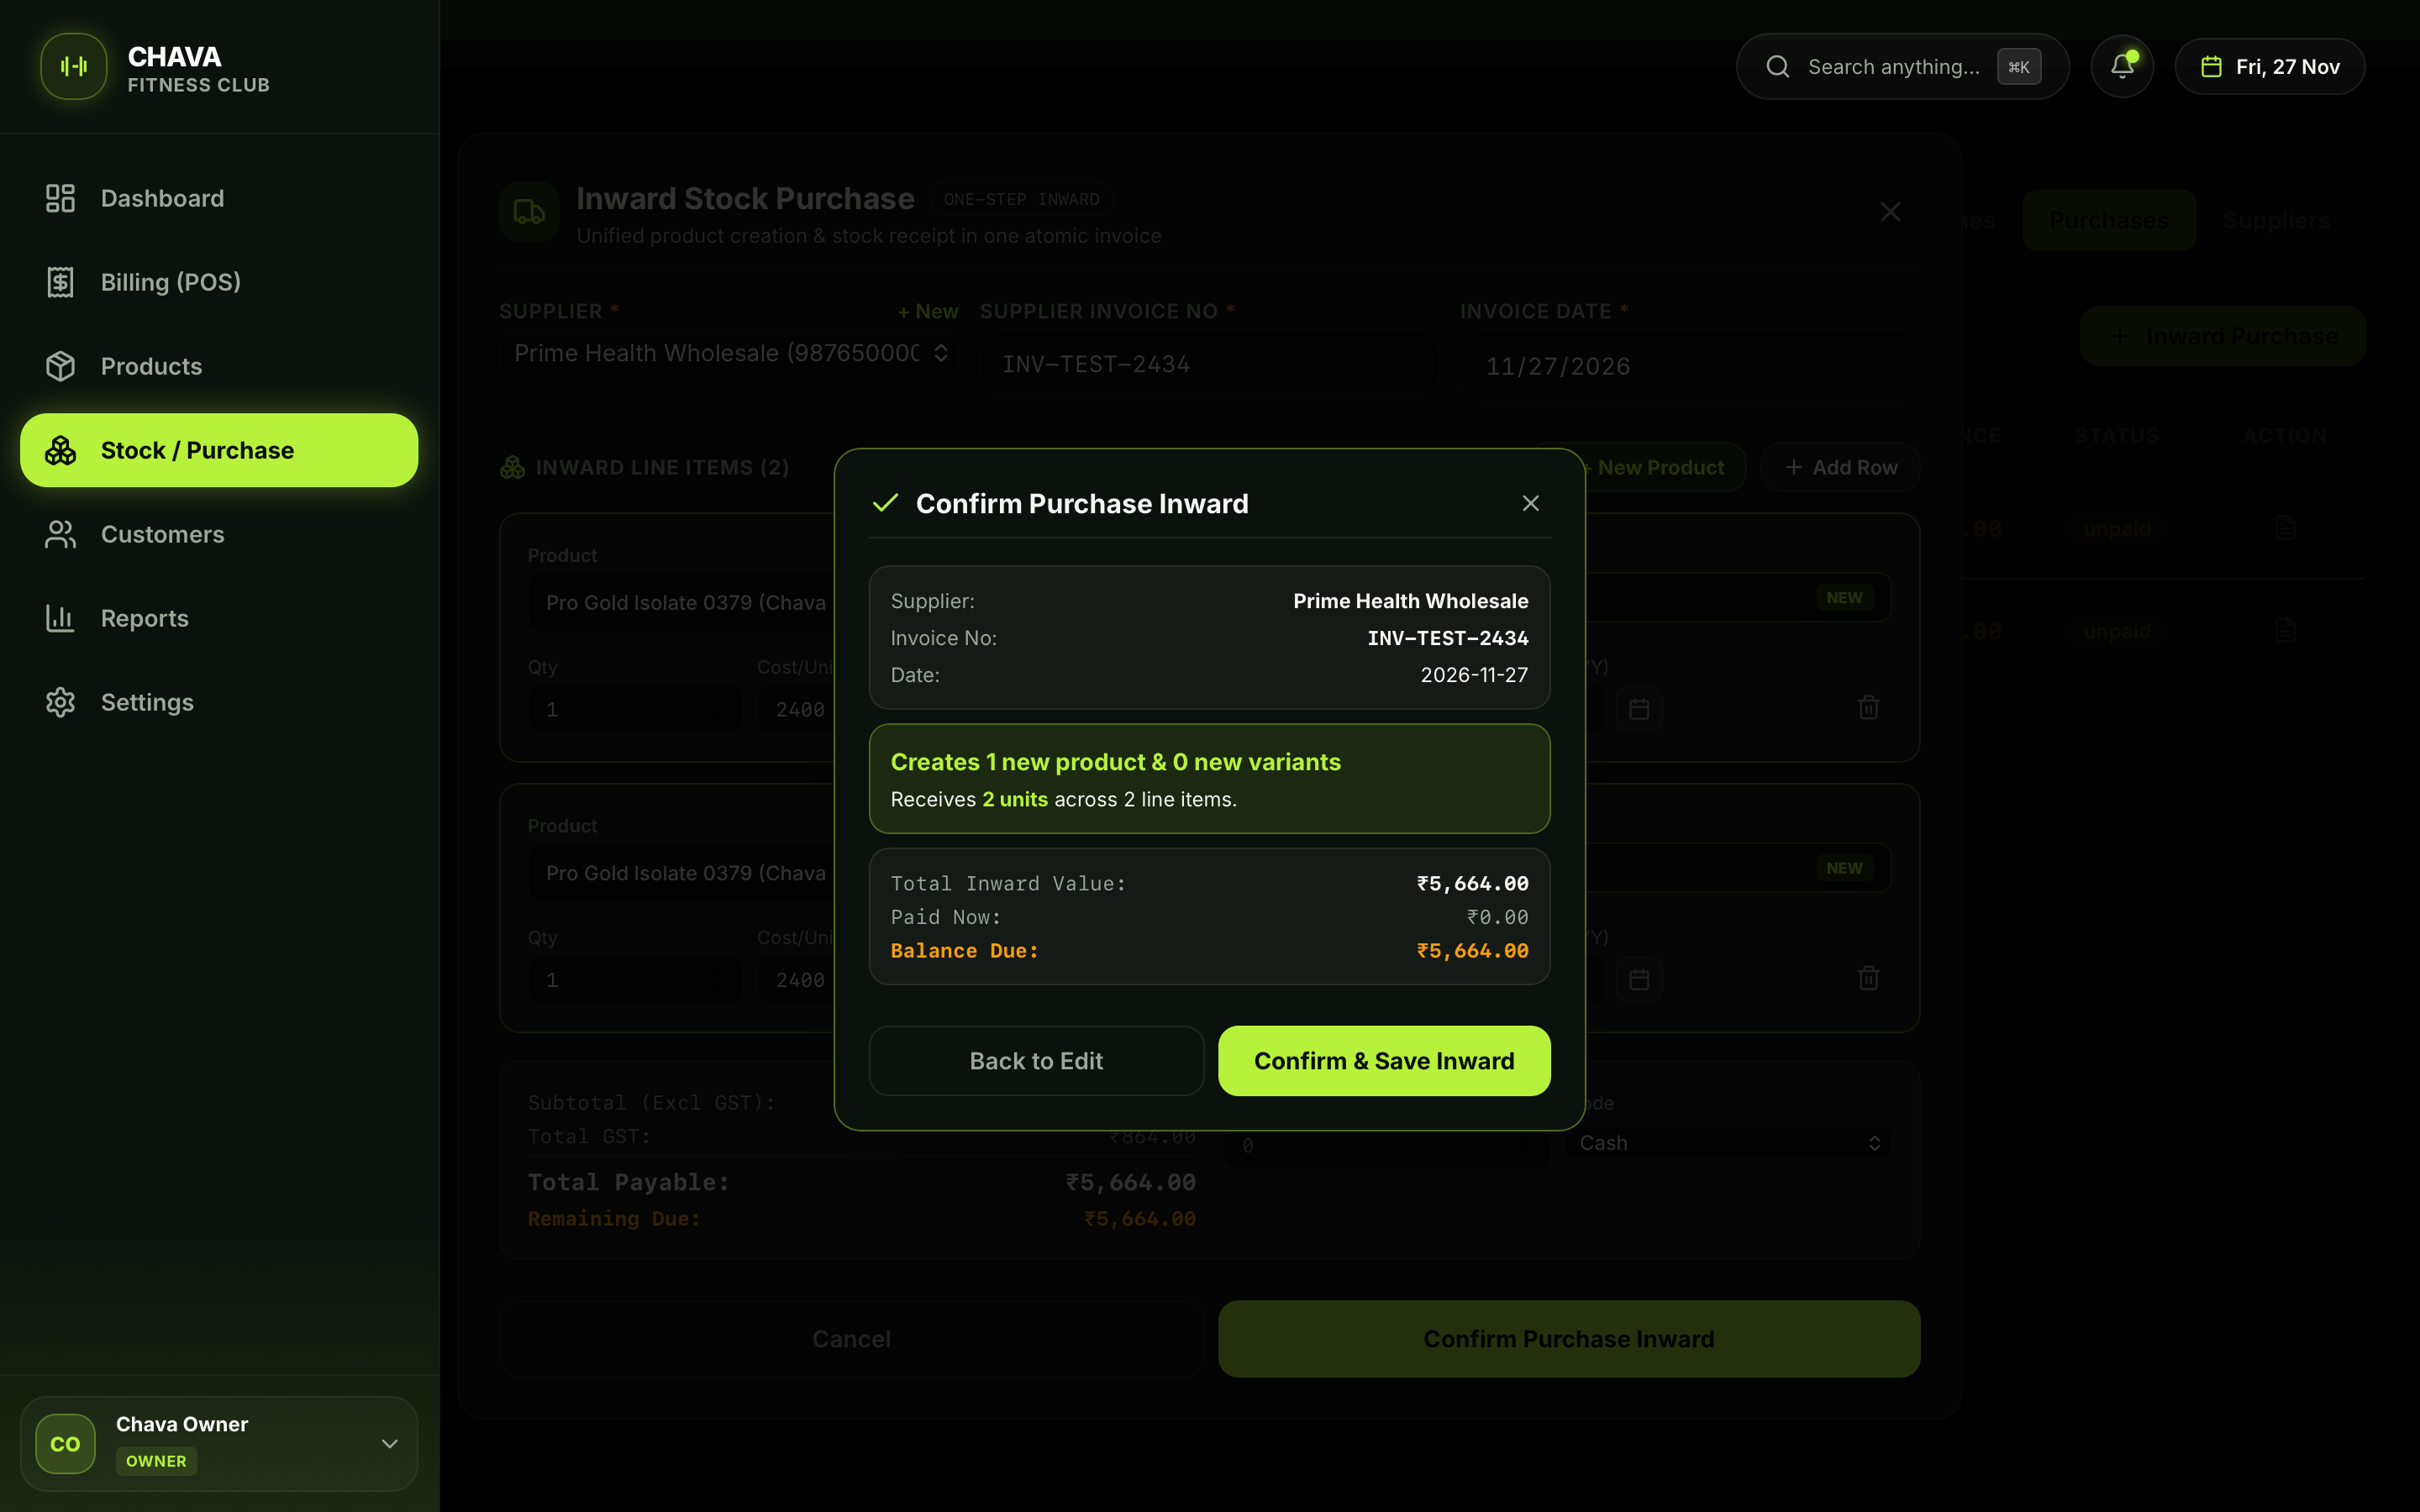 CHAVA
FITNESS CLUB
Search anything...
⌘K
Fri, 27 Nov
Dashboard
Billing (POS)
Products
Stock / Purchase
Customers
Reports
Settings
Inward Stock Purchase
ONE-STEP INWARD
Unified product creation & stock receipt in one atomic invoice
Purchases
Suppliers
+ Inward Purchase
SUPPLIER *
+ New
SUPPLIER INVOICE NO *
INVOICE DATE *
Prime Health Wholesale (987650000
INV-TEST-2434
11/27/2026
STATUS
ACTION
INWARD LINE ITEMS (2)
+ New Product
+ Add Row
Product
Pro Gold Isolate 0379 (Chava
NEW
Qty
1
2400
Product
Pro Gold Isolate 0379 (Chava
NEW
Qty
1
2400
.00
unpaid
.00
unpaid
Confirm Purchase Inward
Supplier:
Prime Health Wholesale
Invoice No:
INV-TEST-2434
Date:
2026-11-27
Creates 1 new product & 0 new variants
Receives 2 units across 2 line items.
Total Inward Value:
₹5,664.00
Paid Now:
₹0.00
Balance Due:
₹5,664.00
Back to Edit
Confirm & Save Inward
Subtotal (Excl GST):
Total GST:
₹864.00
Total Payable:
₹5,664.00
Remaining Due:
₹5,664.00
0
Cash
Cancel
Confirm Purchase Inward
CO
Chava Owner
OWNER